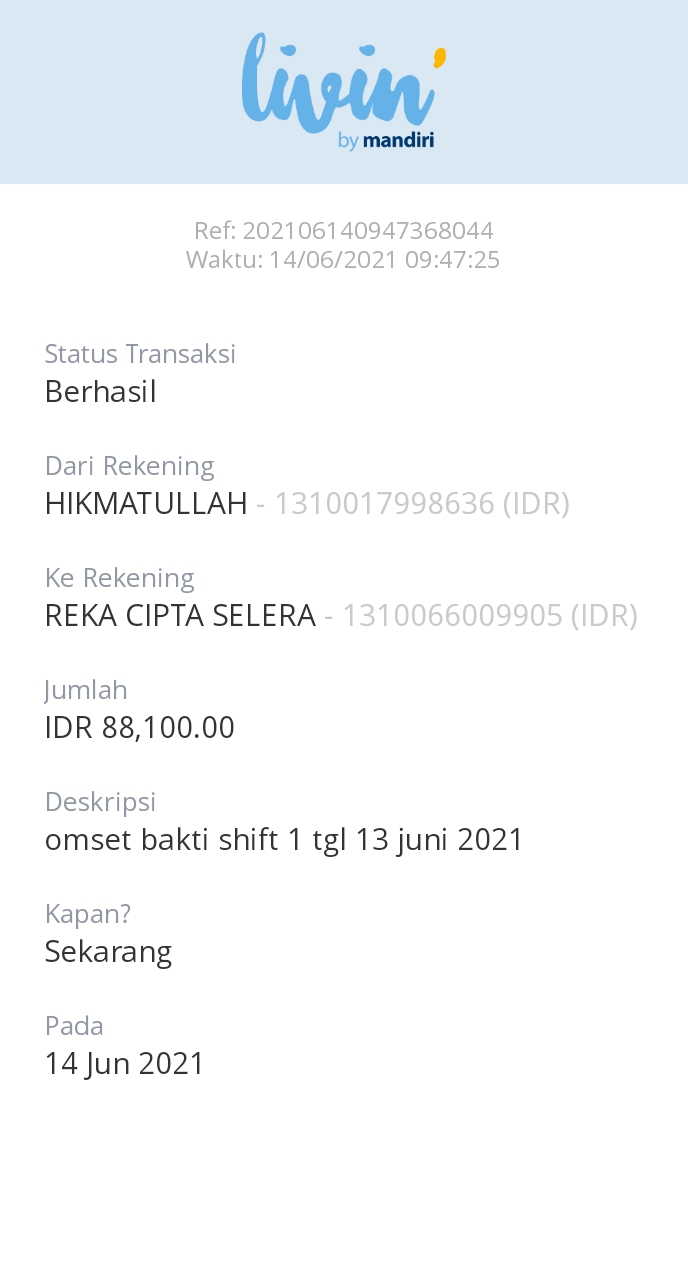 livin'
by mandiri
Ref: 202106140947368044
Waktu: 14/06/2021 09:47:25
Status Transaksi
Berhasil
Dari Rekening
HIKMATULLAH - 1310017998636 (IDR)
Ke Rekening
REKA CIPTA SELERA - 1310066009905 (IDR)
Jumlah
IDR 88,100.00
Deskripsi
omset bakti shift 1 tgl 13 juni 2021
Kapan?
Sekarang
Pada
14 Jun 2021